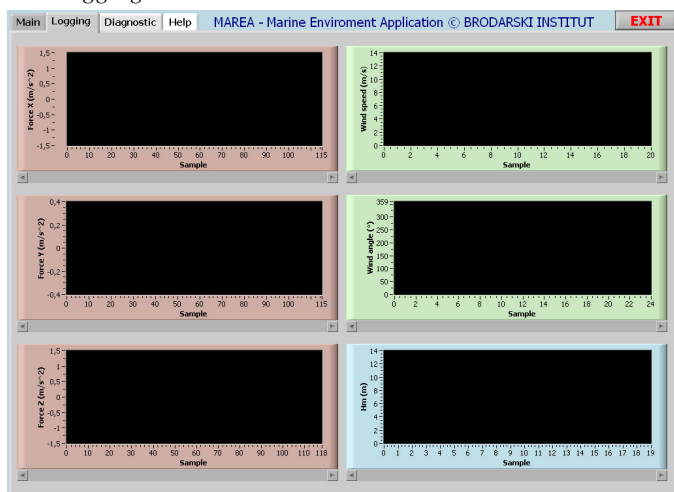 Main Logging Diagnostic Help MAREA - Marine Enviroment Application © BRODARSKI INSTITUT EXIT
Force X (m/s^2)
1,5
1
0,5
0
-0,5
-1
-1,5
0 10 20 30 40 50 60 70 80 90 100 115
Sample
Wind speed (m/s)
14
12
10
8
6
4
2
0 2 4 6 8 10 12 14 16 18 20
Sample
Force Y (m/s^2)
0,4
0,2
0
-0,2
-0,4
0 10 20 30 40 50 60 70 80 90 100 115
Sample
Wind angle (°)
359
300
250
200
150
100
50
0
0 2 4 6 8 10 12 14 16 18 20 22 24
Sample
Force Z (m/s^2)
1,5
1
0,5
0
-0,5
-1
-1,5
0 10 20 30 40 50 60 70 80 90 100 118
Sample
Hm (m)
14
12
10
8
6
4
2
0
0 1 2 3 4 5 6 7 8 9 10 11 12 13 14 15 16 17 18 19
Sample